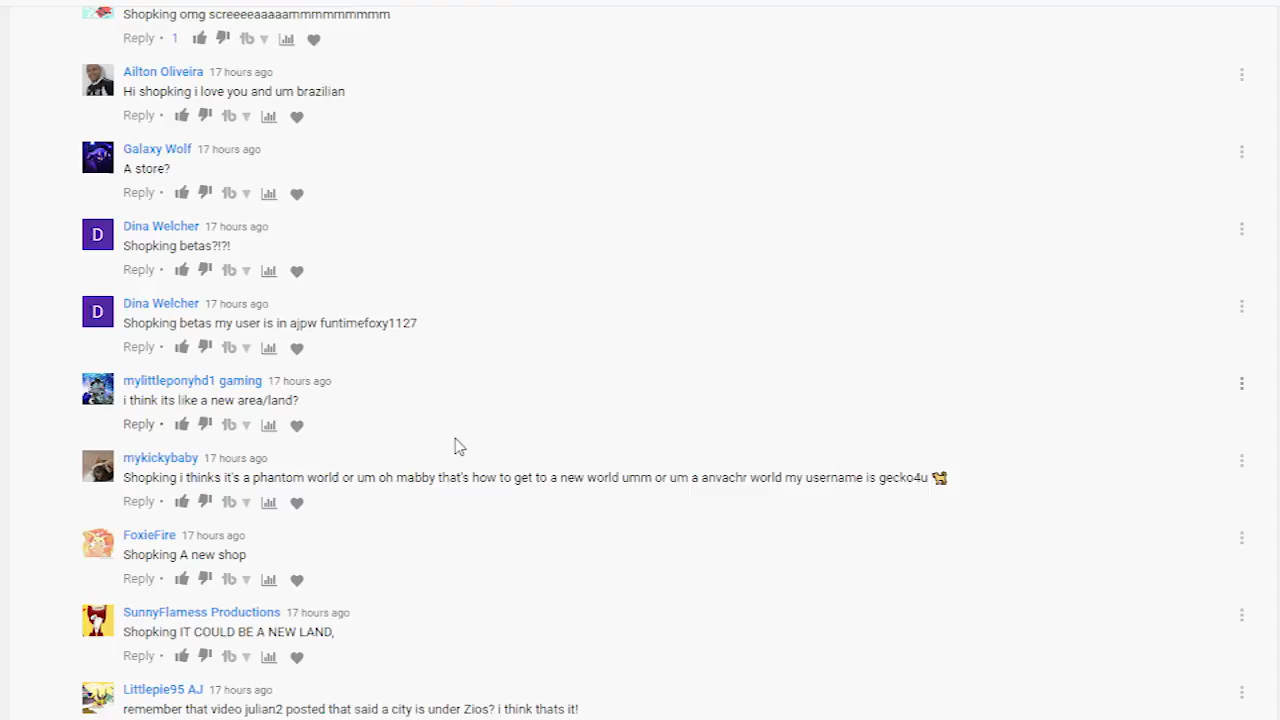 Shopking omg screeeeaaaaammmmmmmmm
Reply • 1
Ailton Oliveira 17 hours ago
Hi shopking i love you and um brazilian
Reply •
Galaxy Wolf 17 hours ago
A store?
Reply •
D
Dina Welcher 17 hours ago
Shopking betas?!?!
Reply •
D
Dina Welcher 17 hours ago
Shopking betas my user is in ajpw funtimefoxy1127
Reply •
mylittleponyhd1 gaming 17 hours ago
i think its like a new area/land?
Reply •
mykickybaby 17 hours ago
Shopking i thinks it's a phantom world or um oh mabby that's how to get to a new world umm or um a anvachr world my username is gecko4u 🐆
Reply •
FoxieFire 17 hours ago
Shopking A new shop
Reply •
SunnyFlamess Productions 17 hours ago
Shopking IT COULD BE A NEW LAND,
Reply •
Littlepie95 AJ 17 hours ago
remember that video julian2 posted that said a city is under Zios? i think thats it!